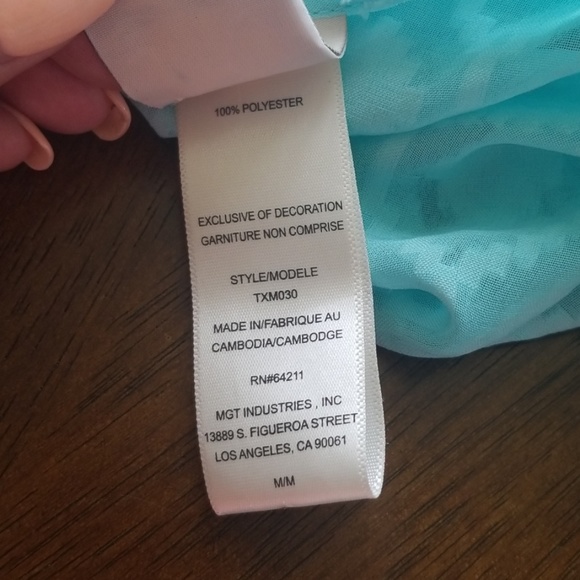 100% POLYESTER
EXCLUSIVE OF DECORATION
GARNITURE NON COMPRISE
STYLE/MODELE
TXM030
MADE IN/FABRIQUE AU
CAMBODIA/CAMBODGE
RN#64211
MGT INDUSTRIES , INC
13889 S. FIGUEROA STREET
LOS ANGELES, CA 90061
M/M